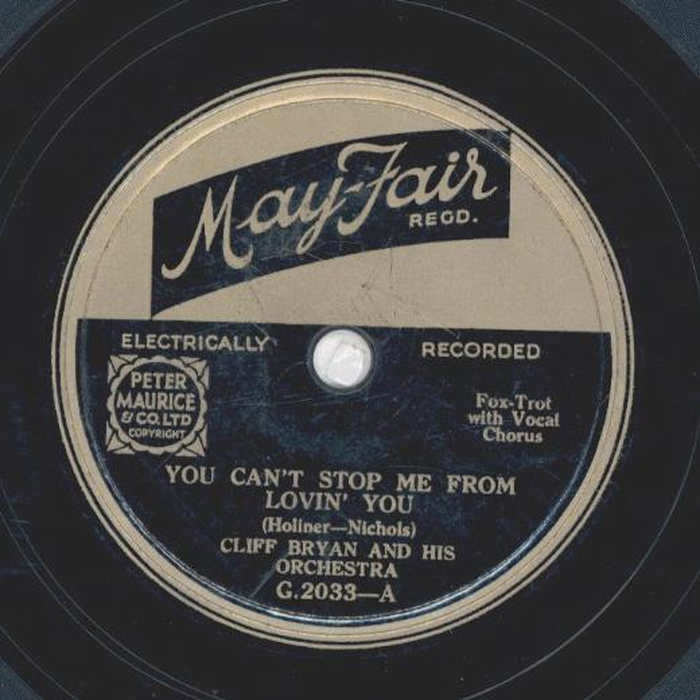 May-Fair
REGD.
ELECTRICALLY RECORDED
PETER
MAURICE
& CO. LTD
COPYRIGHT
Fox-Trot
with Vocal
Chorus
YOU CAN'T STOP ME FROM
LOVIN' YOU
(Holiner—Nichols)
CLIFF BRYAN AND HIS
ORCHESTRA
G.2033—A